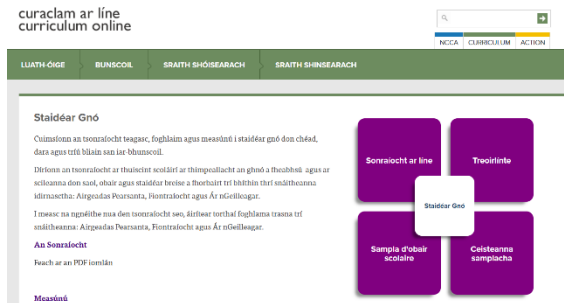 curaclam ar líne
curriculum online
NCCA CURRICULUM ACTION
LUATH-ÓIGE BUNSCOIL SRAITH SHÓISEARACH SRAITH SHINSEARACH
Staidéar Gnó
Cuimsíonn an tsonraíocht teagasc, foghlaim agus measúnú i staidéar gnó don chéad,
dara agus tríú bliain san iar-bhunscoil.
Díríonn an tsonraíocht ar thuiscint scoláirí ar thimpeallacht an ghnó a fheabhsú agus ar
scileanna don saol, obair agus staidéar breise a fhorbairt trí bhíthin thrí snáitheanna
idirnasctha: Airgeadas Pearsanta, Fiontraíocht agus Ár nGeilleagar.
I measc na ngnéithe nua den tsonraíocht seo, áirítear torthaí foghlama trasna trí
snáitheanna: Airgeadas Pearsanta, Fiontraíocht agus Ár nGeilleagar.
An Sonraíocht
Feach ar an PDF iomlán
Measúnú
Sonraíocht ar líne
Treoirlínte
Staidéar Gnó
Sampla d'obair
scoláire
Ceisteanna
samplacha